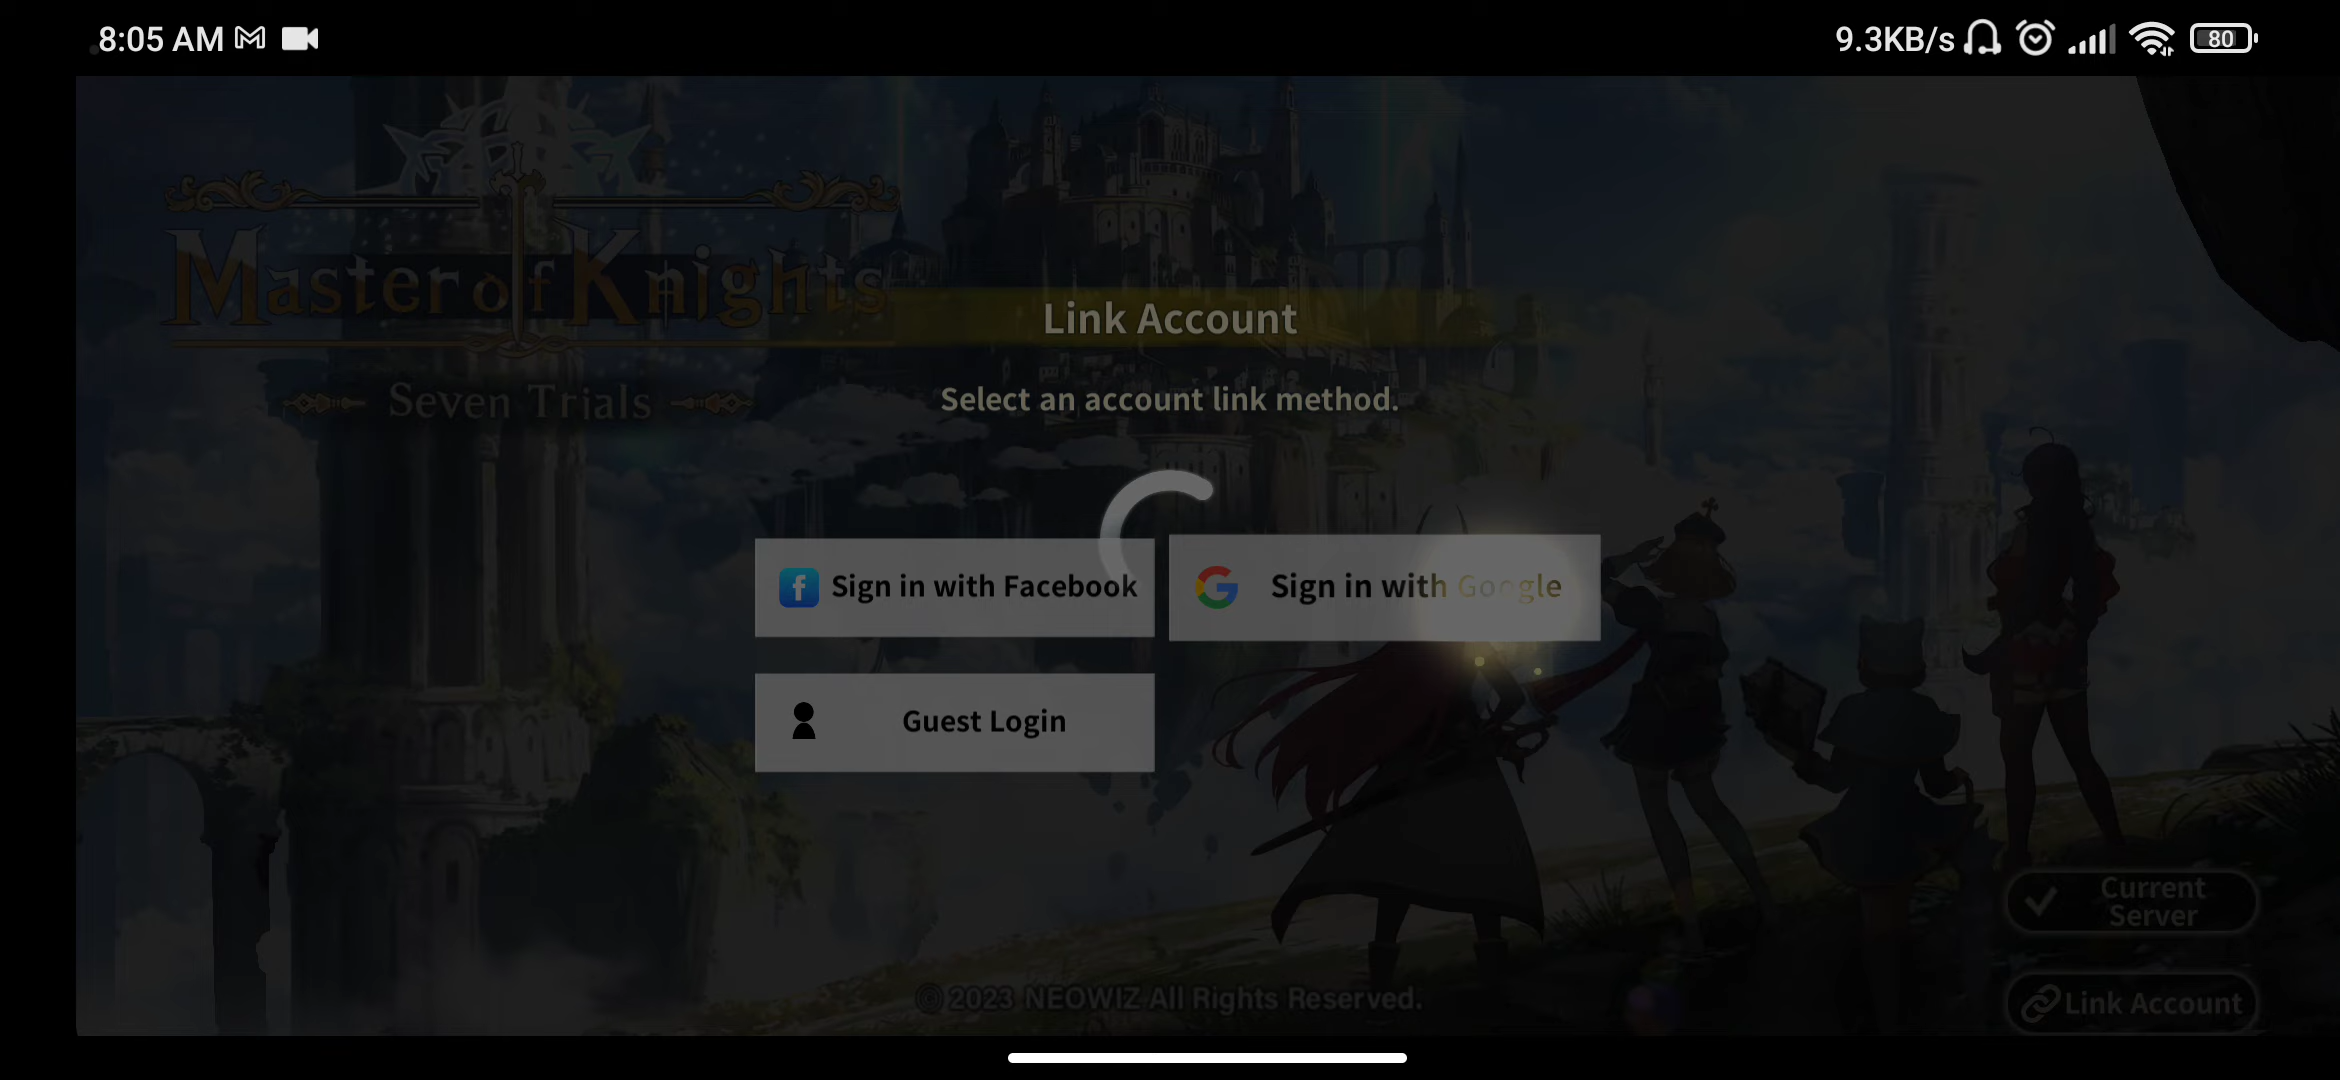 8:05 AM
9.3KB/s
80
Master of Knights
Seven Trials
Link Account
Select an account link method.
Sign in with Facebook
Sign in with Google
Guest Login
Current
Server
Link Account
© 2023 NEOWIZ All Rights Reserved.